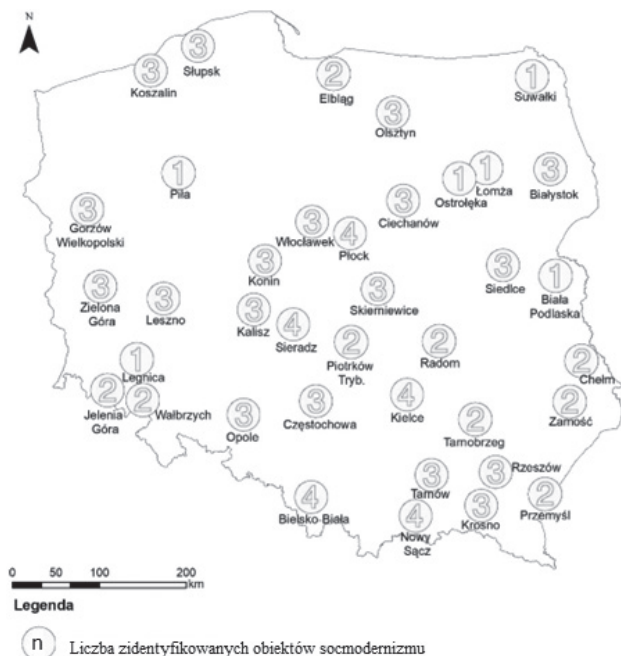 N
3
Słupsk
3
Koszalin
2
Elbląg
1
Suwałki
3
Olsztyn
1
Piła
1
Łomża
1
Ostrołęka
3
Białystok
3
Gorzów
Wielkopolski
3
Ciechanów
3
Włocławek
4
Płock
3
Konin
3
Siedlce
1
Biała
Podlaska
3
Zielona
Góra
3
Leszno
3
Skierniewice
3
Kalisz
4
Sieradz
2
Piotrków
Tryb.
2
Radom
1
Legnica
2
Chełm
2
Jelenia
Góra
2
Wałbrzych
3
Opole
3
Częstochowa
4
Kielce
2
Zamość
2
Tarnobrzeg
3
Tarnów
3
Rzeszów
4
Bielsko Biała
4
Nowy
Sącz
3
Krosno
2
Przemyśl
0 50 100 200
km
Legenda
n Liczba zidentyfikowanych obiektów socmodernizmu